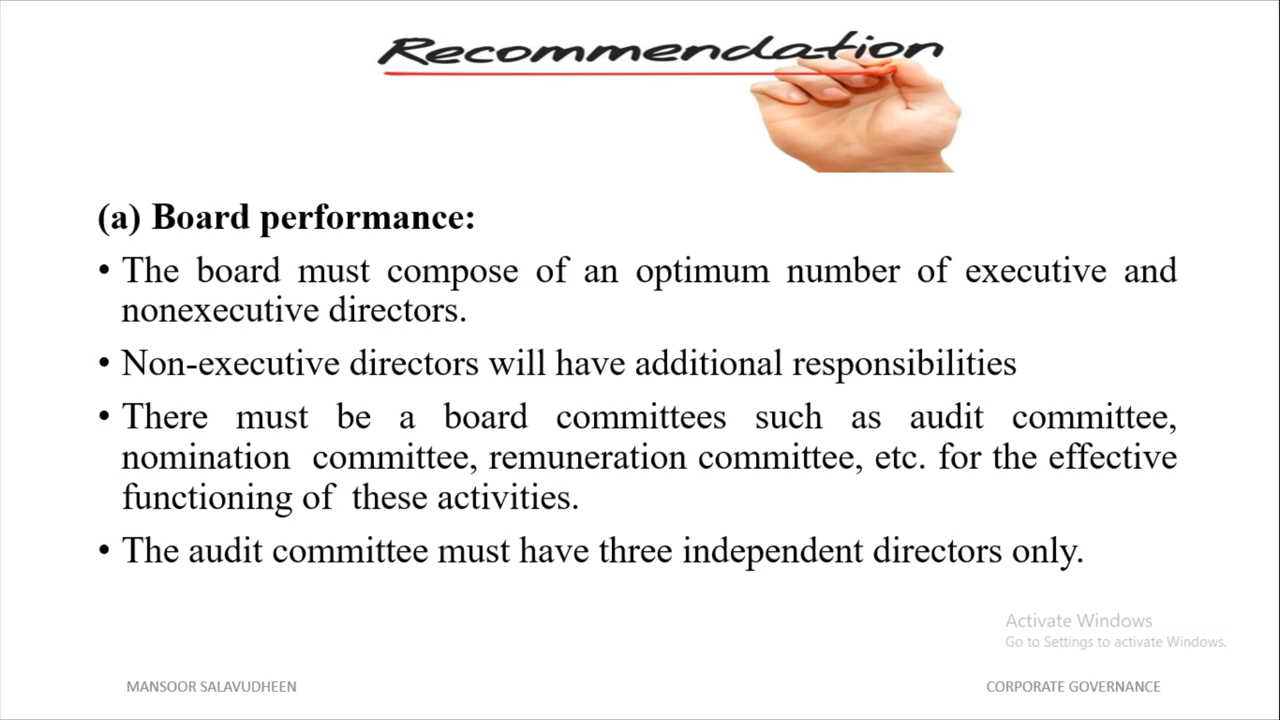 Recommendation
(a) Board performance:
• The board must compose of an optimum number of executive and
nonexecutive directors.
• Non-executive directors will have additional responsibilities
• There must be a board committees such as audit committee,
nomination committee, remuneration committee, etc. for the effective
functioning of these activities.
• The audit committee must have three independent directors only.
Activate Windows
Go to Settings to activate Windows.
MANSOOR SALAVUDHEEN
CORPORATE GOVERNANCE